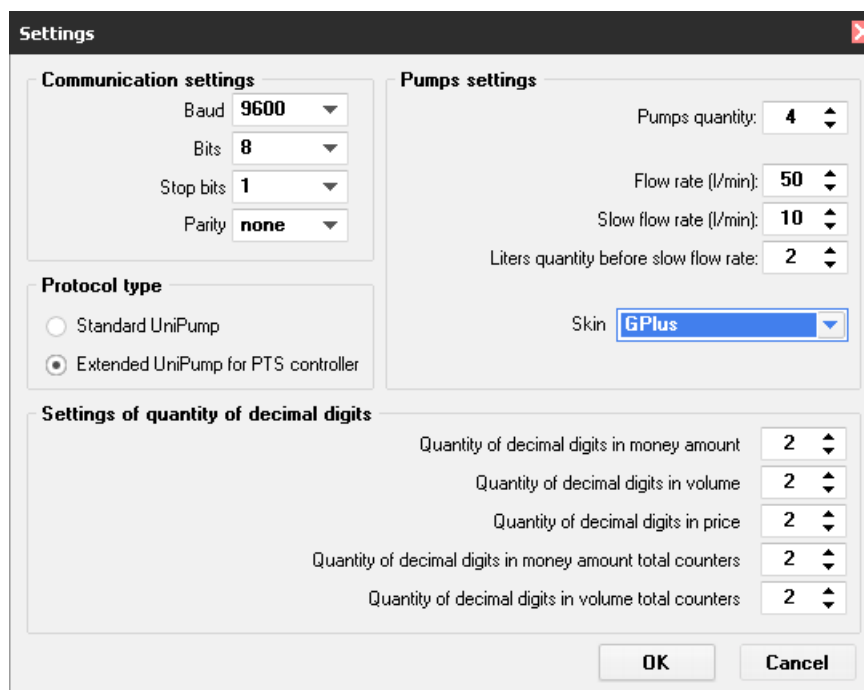 Settings
Communication settings
Baud 9600
Bits 8
Stop bits 1
Parity none
Protocol type
Standard UniPump
Extended UniPump for PTS controller
Pumps settings
Pumps quantity: 4
Flow rate (l/min): 50
Slow flow rate (l/min): 10
Liters quantity before slow flow rate: 2
Skin GPlus
Settings of quantity of decimal digits
Quantity of decimal digits in money amount 2
Quantity of decimal digits in volume 2
Quantity of decimal digits in price 2
Quantity of decimal digits in money amount total counters 2
Quantity of decimal digits in volume total counters 2
OK Cancel